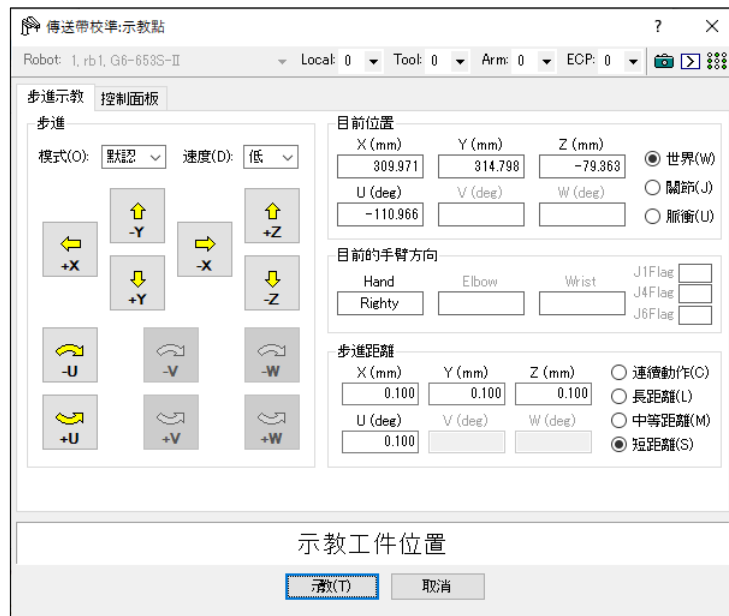 傳送帶校準:示教點
Robot: 1, rb1, G6-653S-II Local: 0 Tool: 0 Arm: 0 ECP: 0
步進示教 控制面板
步進
模式(O): 默認 速度(D): 低
-Y
+Z
+X
-X
+Y
-Z
-U
-V
-W
+U
+V
+W
目前位置
X (mm) Y (mm) Z (mm)
309.971 314.798 -79.363
U (deg) V (deg) W (deg)
-110.966
世界(W)
關節(J)
脈衝(U)
目前的手臂方向
Hand Elbow Wrist
Righty
J1Flag
J4Flag
J6Flag
步進距離
X (mm) Y (mm) Z (mm)
0.100 0.100 0.100
U (deg) V (deg) W (deg)
0.100
連續動作(C)
長距離(L)
中等距離(M)
短距離(S)
示教工件位置
示教(T) 取消